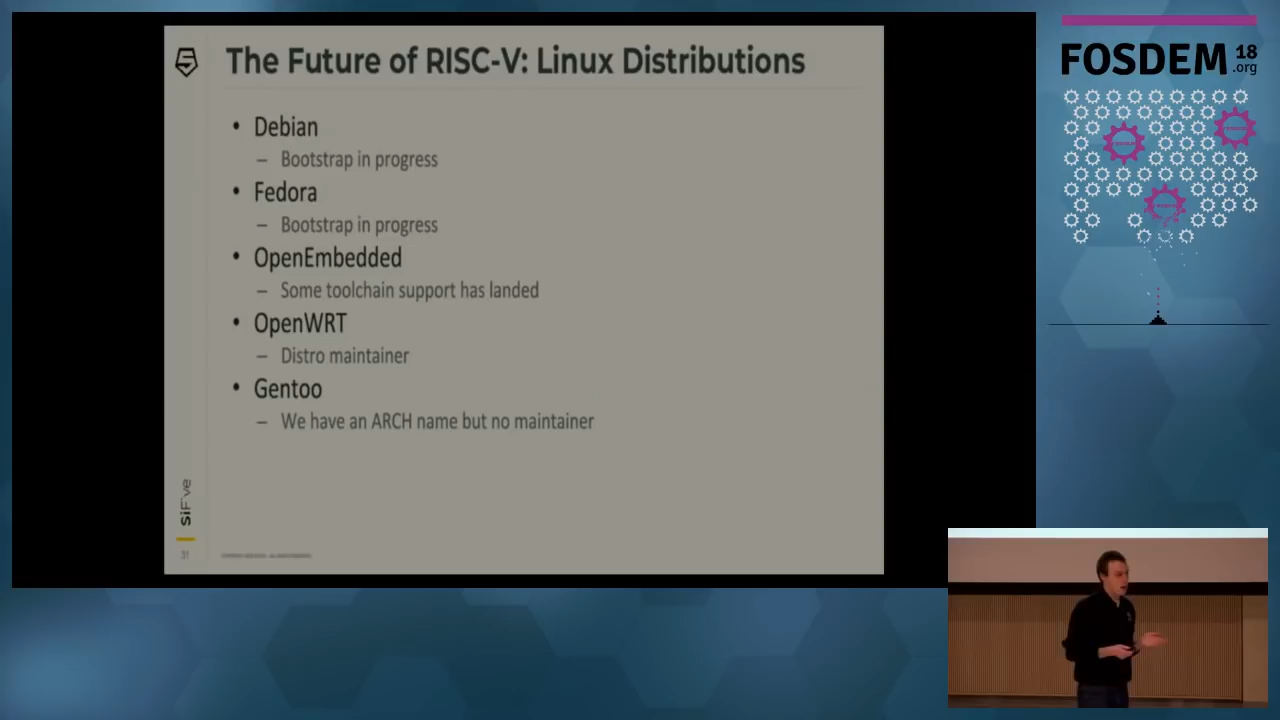 The Future of RISC-V: Linux Distributions
• Debian
– Bootstrap in progress
• Fedora
– Bootstrap in progress
• OpenEmbedded
– Some toolchain support has landed
• OpenWRT
– Distro maintainer
• Gentoo
– We have an ARCH name but no maintainer
SiFive
31
FOSDEM 18
.org